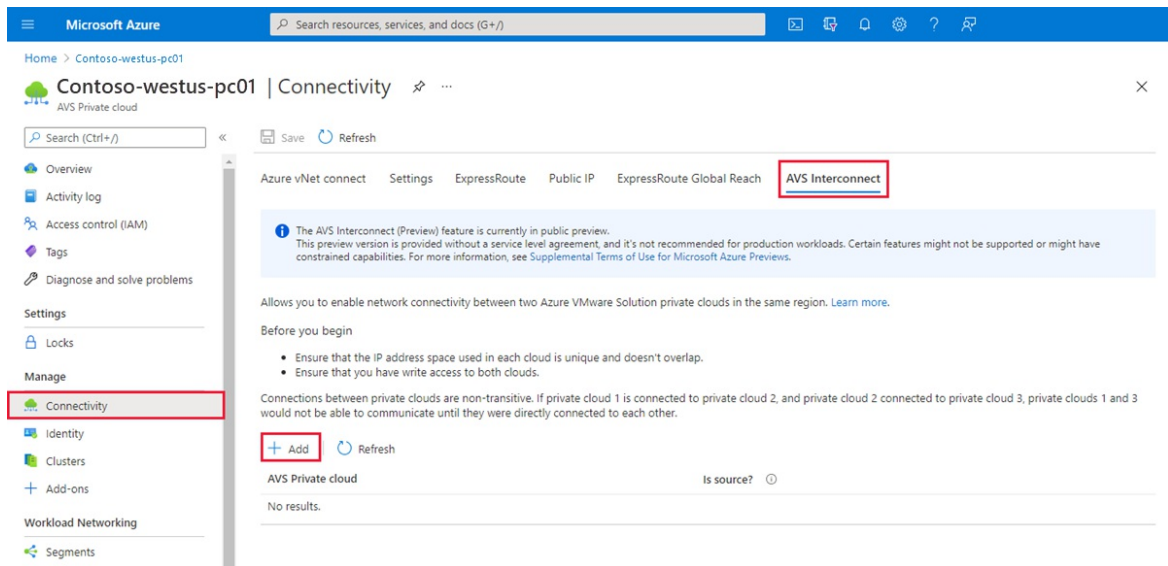 Microsoft Azure
Search resources, services, and docs (G+/)
Home > Contoso-westus-pc01
Contoso-westus-pc01 | Connectivity
AVS Private cloud
Search (Ctrl+/)
Overview
Activity log
Access control (IAM)
Tags
Diagnose and solve problems
Settings
Locks
Manage
Connectivity
Identity
Clusters
Add-ons
Workload Networking
Segments
Save Refresh
Azure vNet connect Settings ExpressRoute Public IP ExpressRoute Global Reach AVS Interconnect
The AVS Interconnect (Preview) feature is currently in public preview.
This preview version is provided without a service level agreement, and it's not recommended for production workloads. Certain features might not be supported or might have
constrained capabilities. For more information, see Supplemental Terms of Use for Microsoft Azure Previews.
Allows you to enable network connectivity between two Azure VMware Solution private clouds in the same region. Learn more.
Before you begin
• Ensure that the IP address space used in each cloud is unique and doesn't overlap.
• Ensure that you have write access to both clouds.
Connections between private clouds are non-transitive. If private cloud 1 is connected to private cloud 2, and private cloud 2 connected to private cloud 3, private clouds 1 and 3
would not be able to communicate until they were directly connected to each other.
+ Add Refresh
AVS Private cloud Is source?
No results.